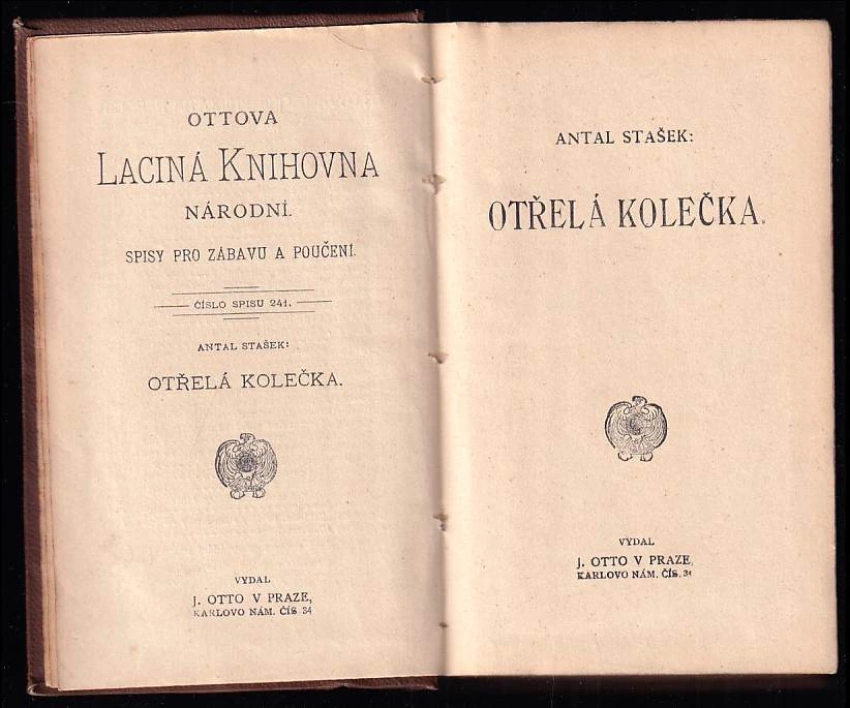 OTTOVA
LACINÁ KNIHOVNA
NÁRODNÍ.
SPISY PRO ZÁBAVU A POUČENÍ.
ČÍSLO SPISU 241.
ANTAL STAŠEK:
OTŘELÁ KOLEČKA.
VYDAL
J. OTTO V PRAZE,
KARLOVO NÁM. ČÍS 34
ANTAL STAŠEK:
OTŘELÁ KOLEČKA.
VYDAL
J. OTTO V PRAZE,
KARLOVO NÁM. ČÍS. 34